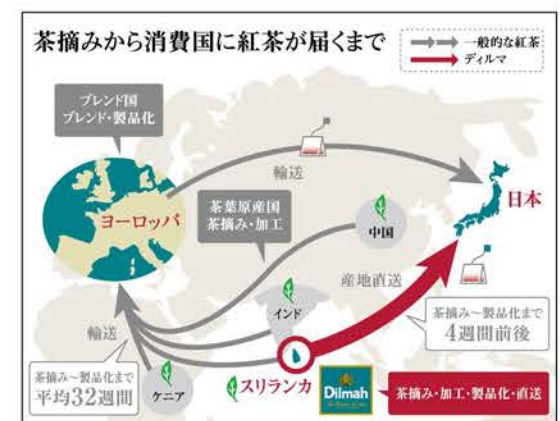 茶摘みから消費国に紅茶が届くまで
一般的な紅茶
ディルマ
ブレンド国
ブレンド・製品化
輸送
ヨーロッパ
茶葉原産国
茶摘み・加工
中国
日本
産地直送
インド
輸送
茶摘み～製品化まで
4週間前後
茶摘み～製品化まで
平均32週間
ケニア
スリランカ
Dilmah
茶摘み・加工・製品化・直送